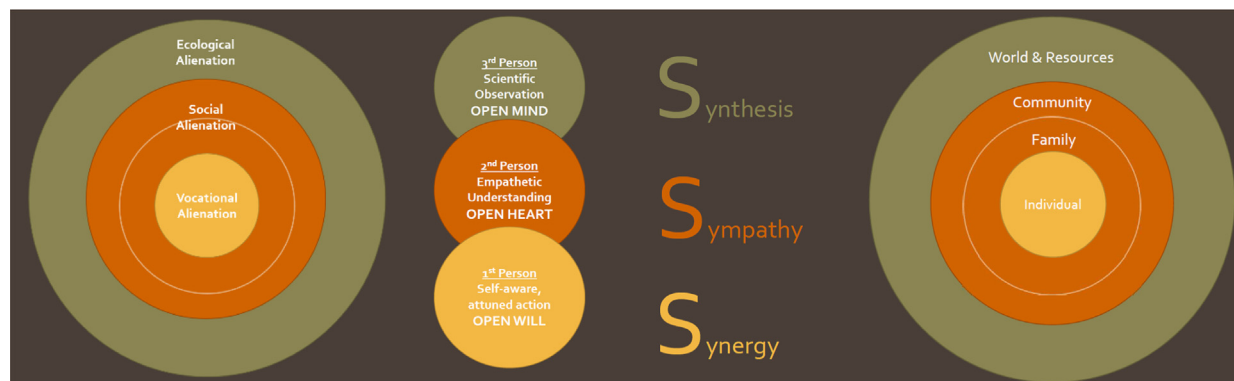 Ecological
Alienation
Social
Alienation
Vocational
Alienation
3rd Person
Scientific
Observation
OPEN MIND
2nd Person
Empathetic
Understanding
OPEN HEART
1st Person
Self-aware,
attuned action
OPEN WILL
Synthesis
Sympathy
Synergy
World & Resources
Community
Family
Individual